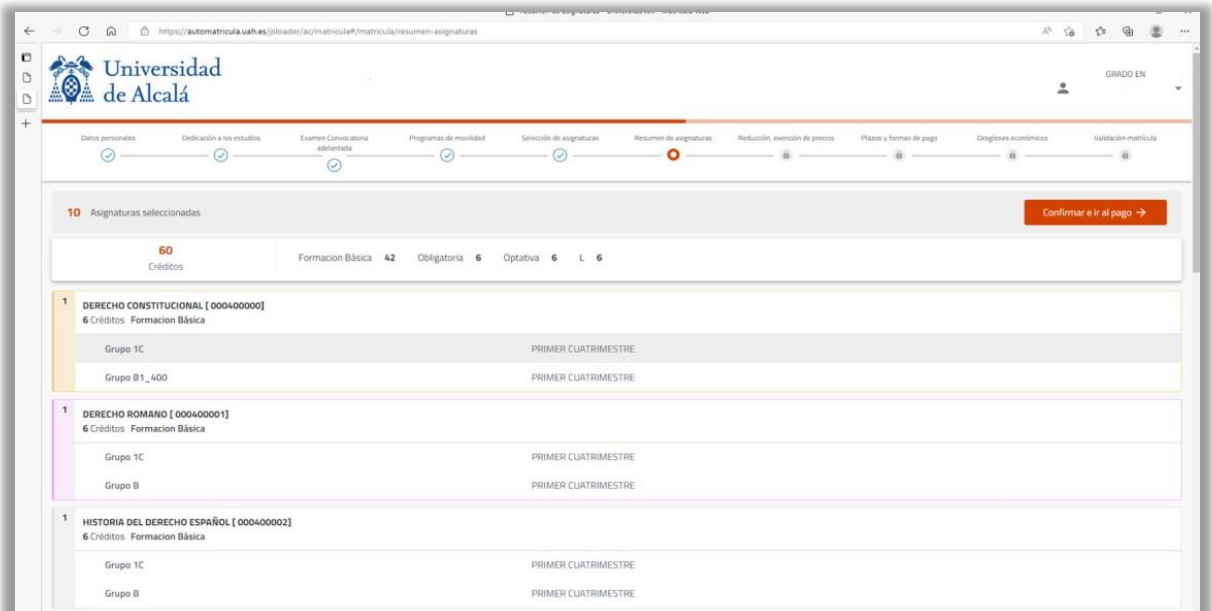 https://automatricula.uah.es/jsloader/ac/matricula#/matricula/resumen-asignaturas
Universidad
de Alcalá
GRADO EN
Datos personales
Dedicación a los estudios
Examen Convocatoria
adelantada
Programas de movilidad
Selección de asignaturas
Resumen de asignaturas
Reducción, exención de precios
Plazos y formas de pago
Desgloses económicos
Validación matrícula
10 Asignaturas seleccionadas
Confirmar e ir al pago →
60
Créditos
Formacion Básica 42 Obligatoria 6 Optativa 6 L 6
1 DERECHO CONSTITUCIONAL [ 000400000]
6 Créditos Formacion Básica
Grupo 1C PRIMER CUATRIMESTRE
Grupo B1_400 PRIMER CUATRIMESTRE
1 DERECHO ROMANO [ 000400001]
6 Créditos Formacion Básica
Grupo 1C PRIMER CUATRIMESTRE
Grupo B PRIMER CUATRIMESTRE
1 HISTORIA DEL DERECHO ESPAÑOL [ 000400002]
6 Créditos Formacion Básica
Grupo 1C PRIMER CUATRIMESTRE
Grupo B PRIMER CUATRIMESTRE